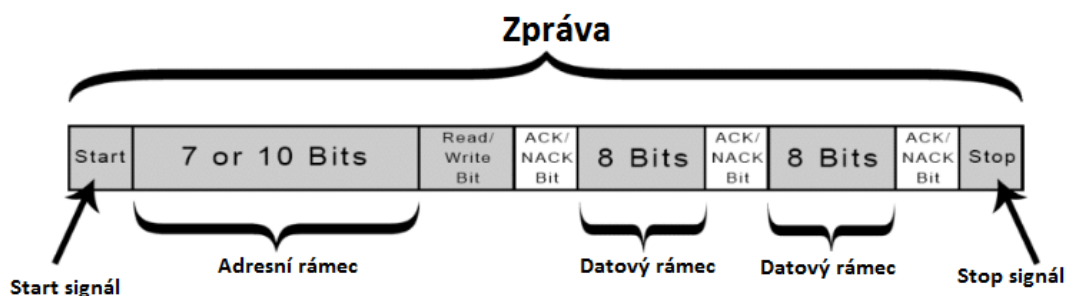 Zpráva
Start
7 or 10 Bits
Read/
Write
Bit
ACK/
NACK
Bit
8 Bits
ACK/
NACK
Bit
8 Bits
ACK/
NACK
Bit
Stop
Start signál
Adresní rámec
Datový rámec
Datový rámec
Stop signál